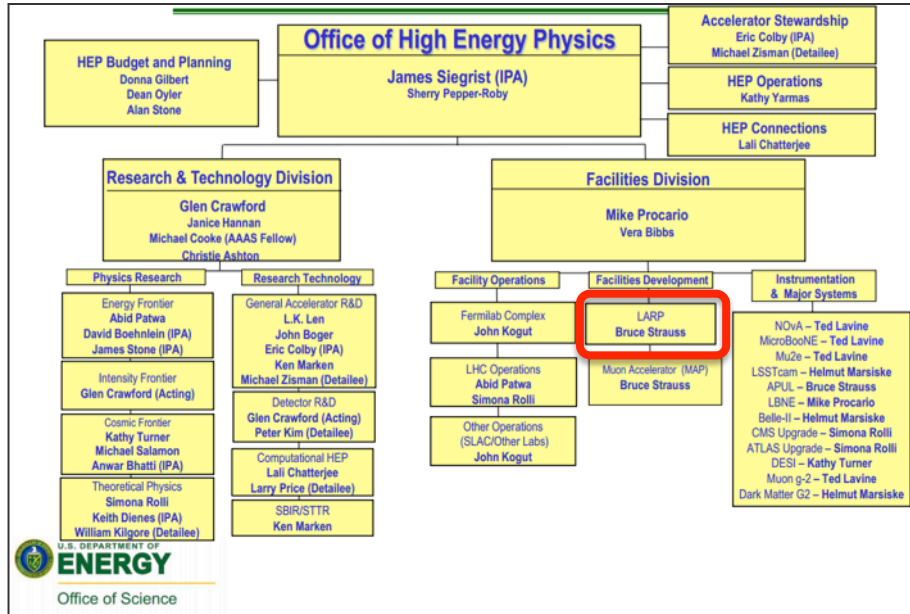 Office of High Energy Physics
James Siegrist (IPA)
Sherry Pepper-Roby
HEP Budget and Planning
Donna Gilbert
Dean Oyler
Alan Stone
Accelerator Stewardship
Eric Colby (IPA)
Michael Zisman (Detailee)
HEP Operations
Kathy Yarmas
HEP Connections
Lali Chatterjee
Research & Technology Division
Glen Crawford
Janice Hannan
Michael Cooke (AAAS Fellow)
Christie Ashton
Facilities Division
Mike Procario
Vera Bibbs
Physics Research
Energy Frontier
Abid Patwa
David Boehnlein (IPA)
James Stone (IPA)
Intensity Frontier
Glen Crawford (Acting)
Cosmic Frontier
Kathy Turner
Michael Salamon
Anwar Bhatti (IPA)
Theoretical Physics
Simona Rolli
Keith Dienes (IPA)
William Kilgore (Detailee)
Research Technology
General Accelerator R&D
L.K. Len
John Boger
Eric Colby (IPA)
Ken Marken
Michael Zisman (Detailee)
Detector R&D
Glen Crawford (Acting)
Peter Kim (Detailee)
Computational HEP
Lali Chatterjee
Larry Price (Detailee)
SBIR/STTR
Ken Marken
Facility Operations
Fermilab Complex
John Kogut
LHC Operations
Abid Patwa
Simona Rolli
Other Operations
(SLAC/Other Labs)
John Kogut
Facilities Development
LARP
Bruce Strauss
Muon Accelerator (MAP)
Bruce Strauss
Instrumentation
& Major Systems
NOvA – Ted Lavine
MicroBooNE – Ted Lavine
Mu2e – Ted Lavine
LSSTcam – Helmut Marsiske
APUL – Bruce Strauss
LBNE – Mike Procario
Belle-II – Helmut Marsiske
CMS Upgrade – Simona Rolli
ATLAS Upgrade – Simona Rolli
DESI – Kathy Turner
Muon g-2 – Ted Lavine
Dark Matter G2 – Helmut Marsiske
U.S. DEPARTMENT OF
ENERGY
Office of Science